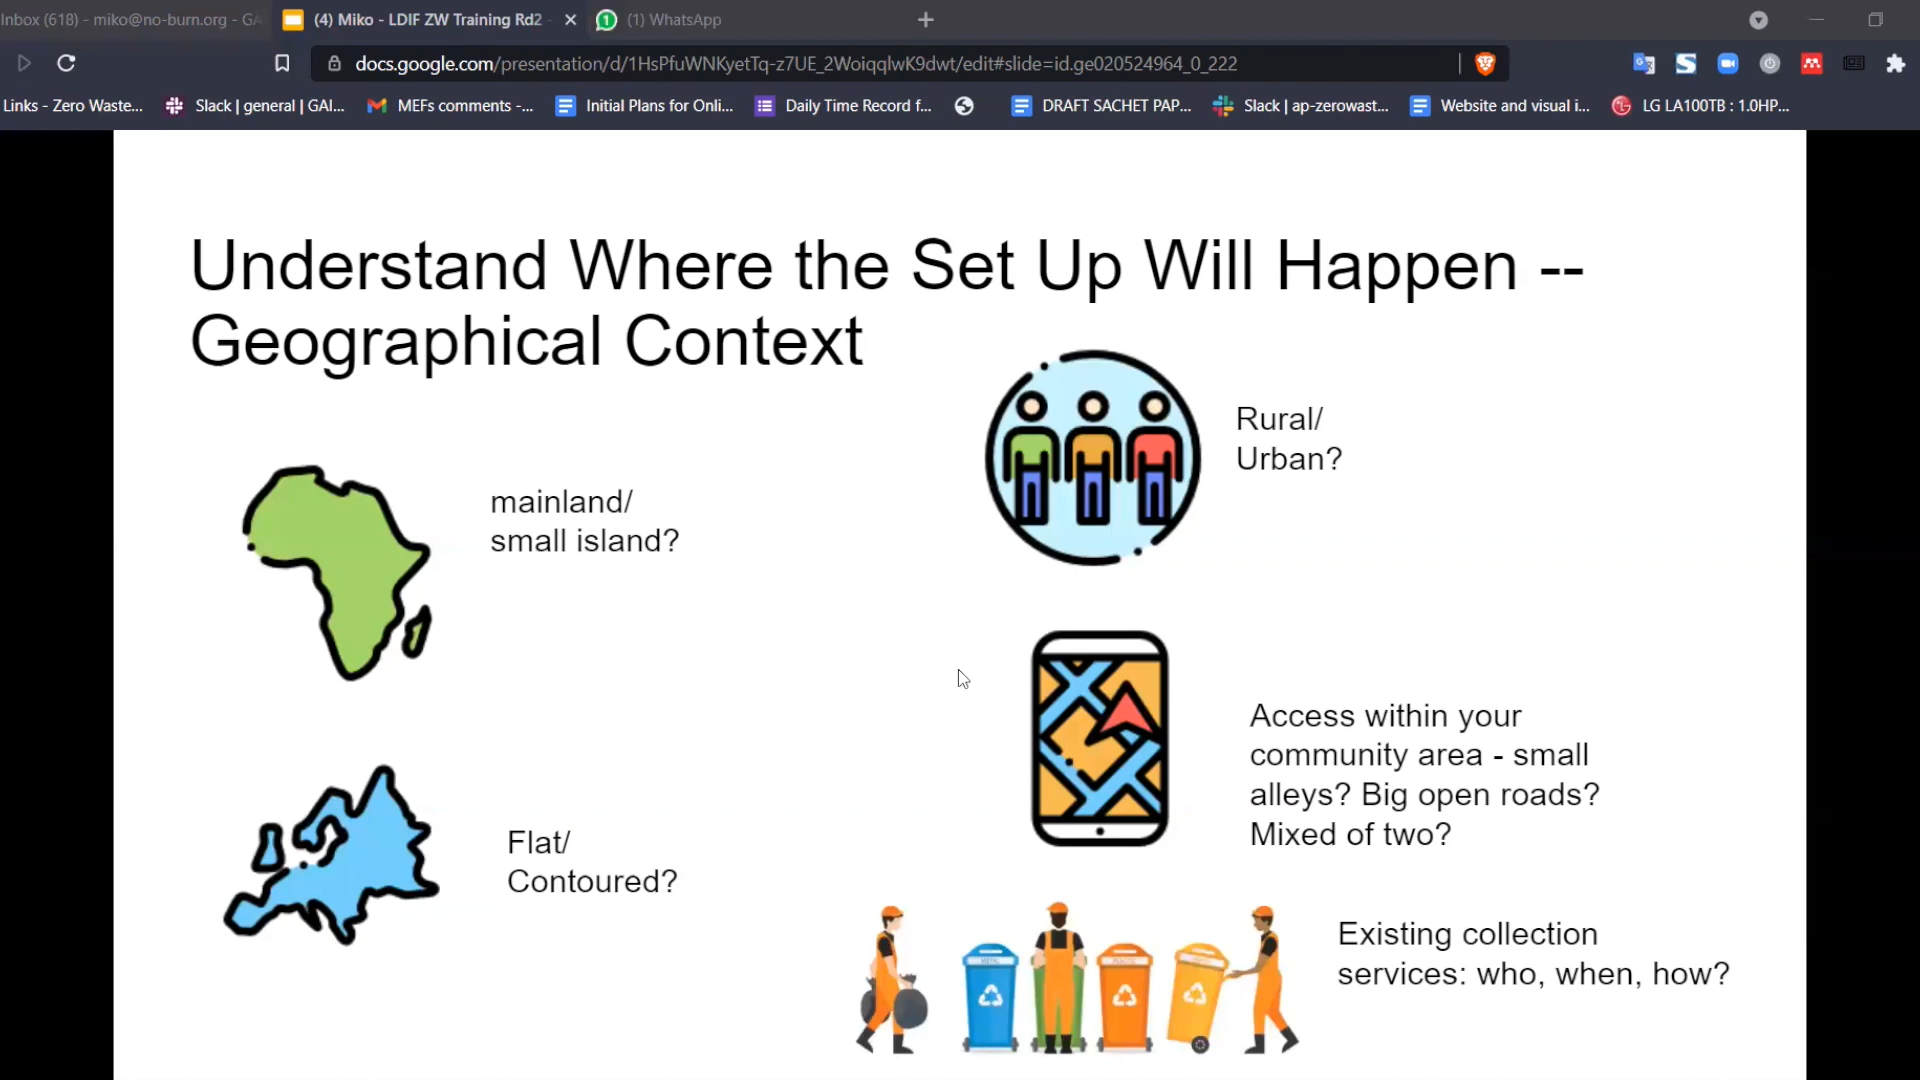 Inbox (618) - miko@no-burn.org - GA
(4) Miko - LDIF ZW Training Rd2 -
(1) WhatsApp
docs.google.com/presentation/d/1HsPfuWNKyetTq-z7UE_2WoiqqlwK9dwt/edit#slide=id.ge020524964_0_222
Links - Zero Waste...
Slack | general | GAI...
MEFs comments -...
Initial Plans for Onli...
Daily Time Record f...
DRAFT SACHET PAP...
Slack | ap-zerowast...
Website and visual i...
LG LA100TB : 1.0HP...
Understand Where the Set Up Will Happen --
Geographical Context
Rural/
Urban?
mainland/
small island?
Access within your
community area - small
alleys? Big open roads?
Mixed of two?
Flat/
Contoured?
Existing collection
services: who, when, how?